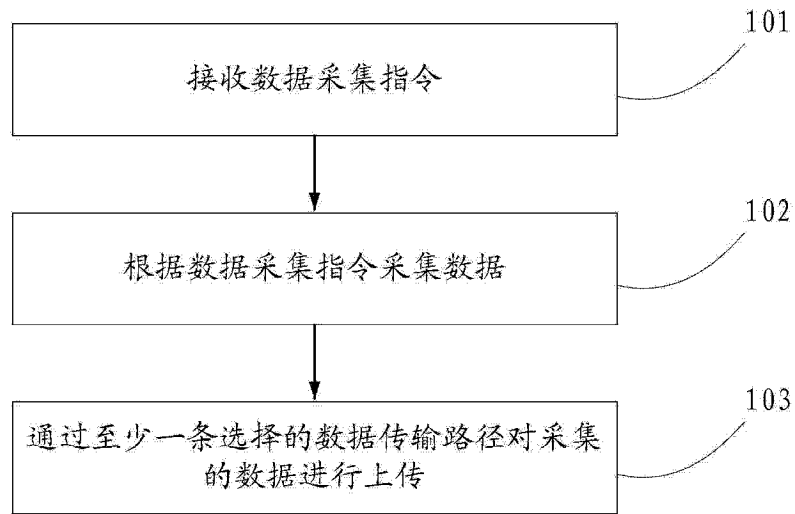 101
接收数据采集指令
102
根据数据采集指令采集数据
103
通过至少一条选择的数据传输路径对采集
的数据进行上传